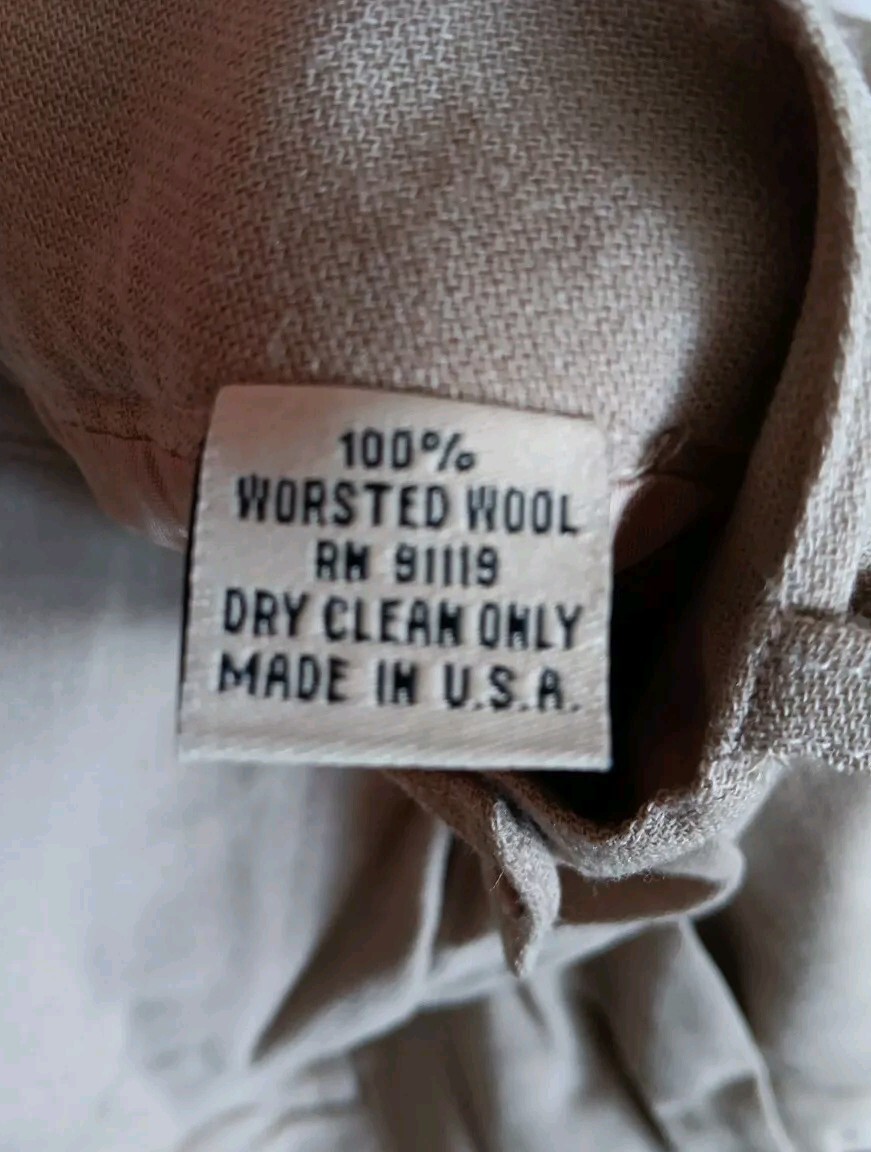 100%
WORSTED WOOL
RN 91119
DRY CLEAN ONLY
MADE IN U.S.A.